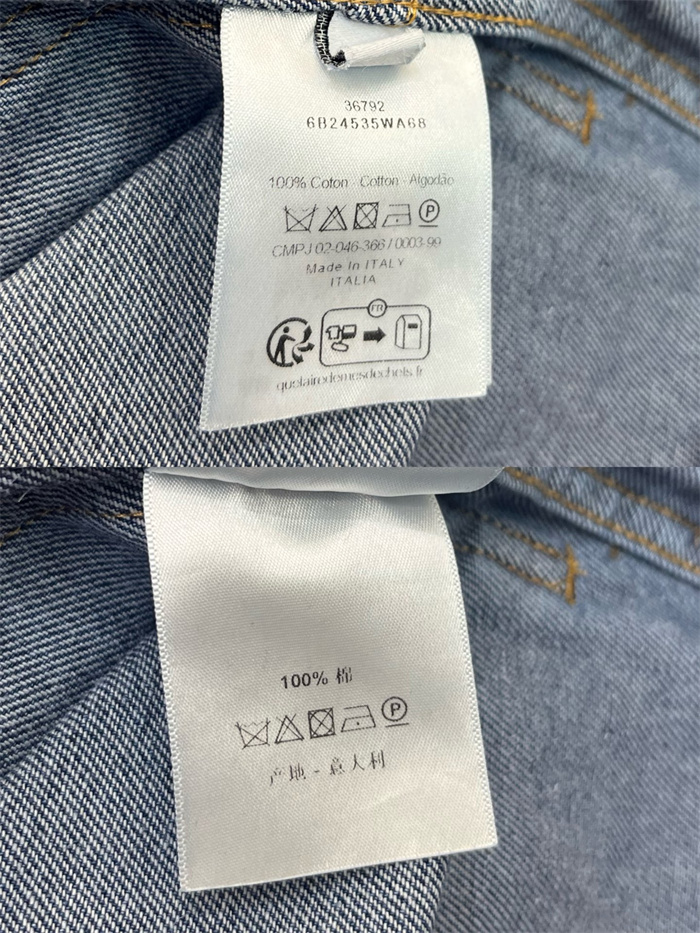 36792
6B24535WA68
100% Coton - Cotton - Algodão
P
CMPJ 02-046-366 / 0003-99
Made In ITALY
ITALIA
FR
quefairedemesdechets.fr
100% 棉
P
产地 - 意大利